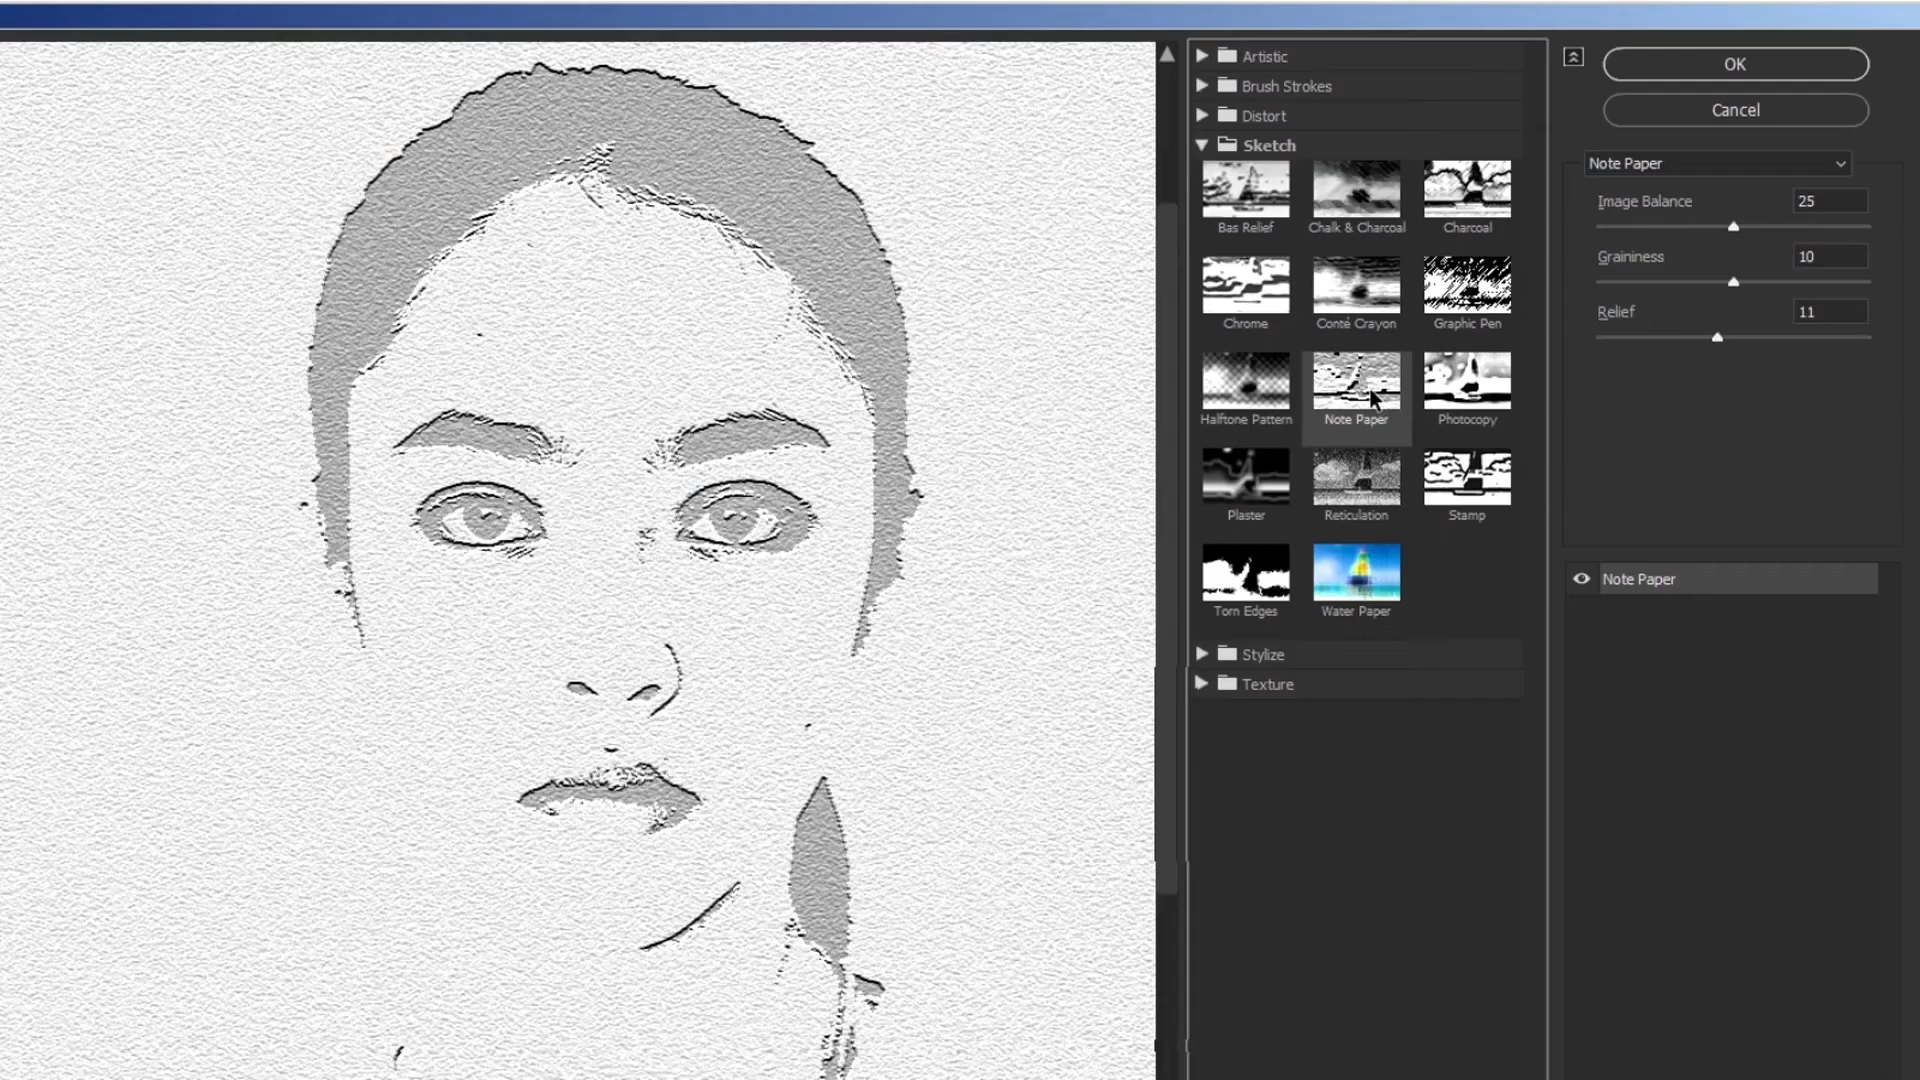 Artistic
Brush Strokes
Distort
Sketch
Bas Relief
Chalk & Charcoal
Charcoal
Chrome
Conté Crayon
Graphic Pen
Halftone Pattern
Note Paper
Photocopy
Plaster
Reticulation
Stamp
Torn Edges
Water Paper
Stylize
Texture
OK
Cancel
Note Paper
Image Balance 25
Graininess 10
Relief 11
Note Paper